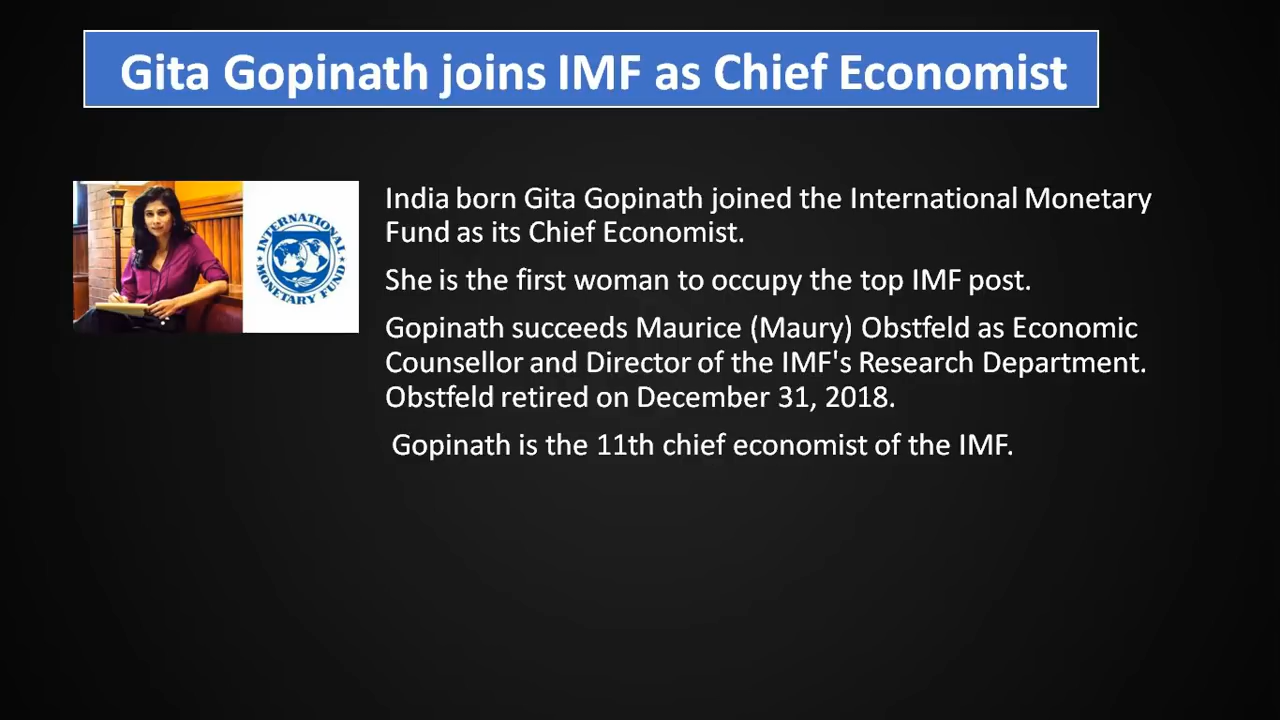 Gita Gopinath joins IMF as Chief Economist
India born Gita Gopinath joined the International Monetary
Fund as its Chief Economist.
She is the first woman to occupy the top IMF post.
Gopinath succeeds Maurice (Maury) Obstfeld as Economic
Counsellor and Director of the IMF's Research Department.
Obstfeld retired on December 31, 2018.
Gopinath is the 11th chief economist of the IMF.
INTERNATIONAL
MONETARY FUND